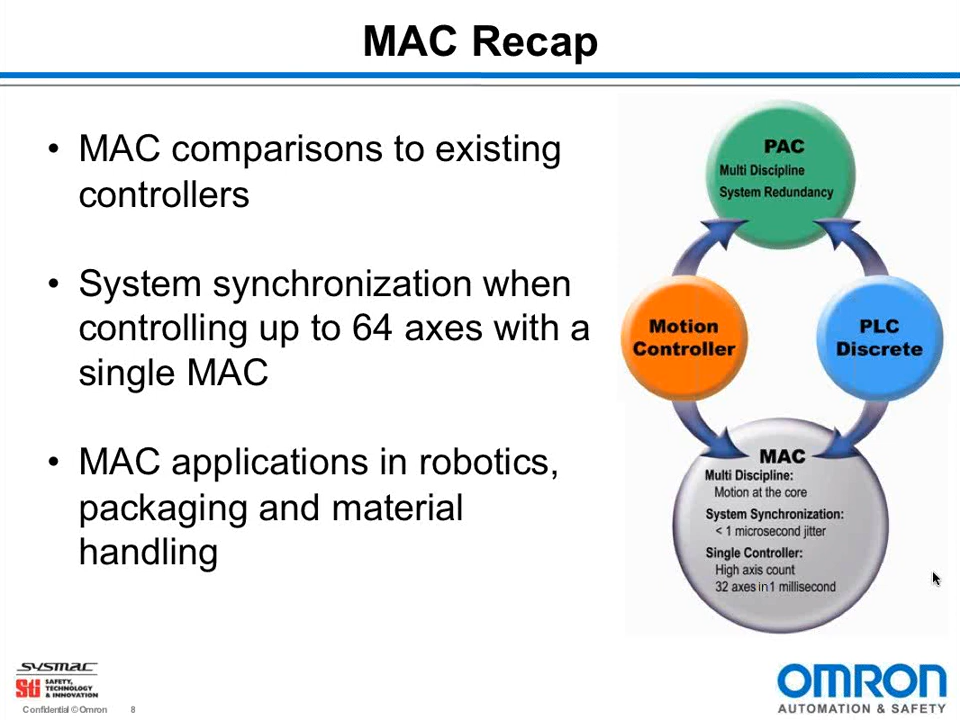 MAC Recap
• MAC comparisons to existing
controllers
• System synchronization when
controlling up to 64 axes with a
single MAC
• MAC applications in robotics,
packaging and material
handling
PAC
Multi Discipline
System Redundancy
Motion
Controller
PLC
Discrete
MAC
Multi Discipline:
Motion at the core
System Synchronization:
< 1 microsecond jitter
Single Controller:
High axis count
32 axes in 1 millisecond
sysmac
Sti SAFETY,
TECHNOLOGY
& INNOVATION
Confidential © Omron 8
OMRON
AUTOMATION & SAFETY